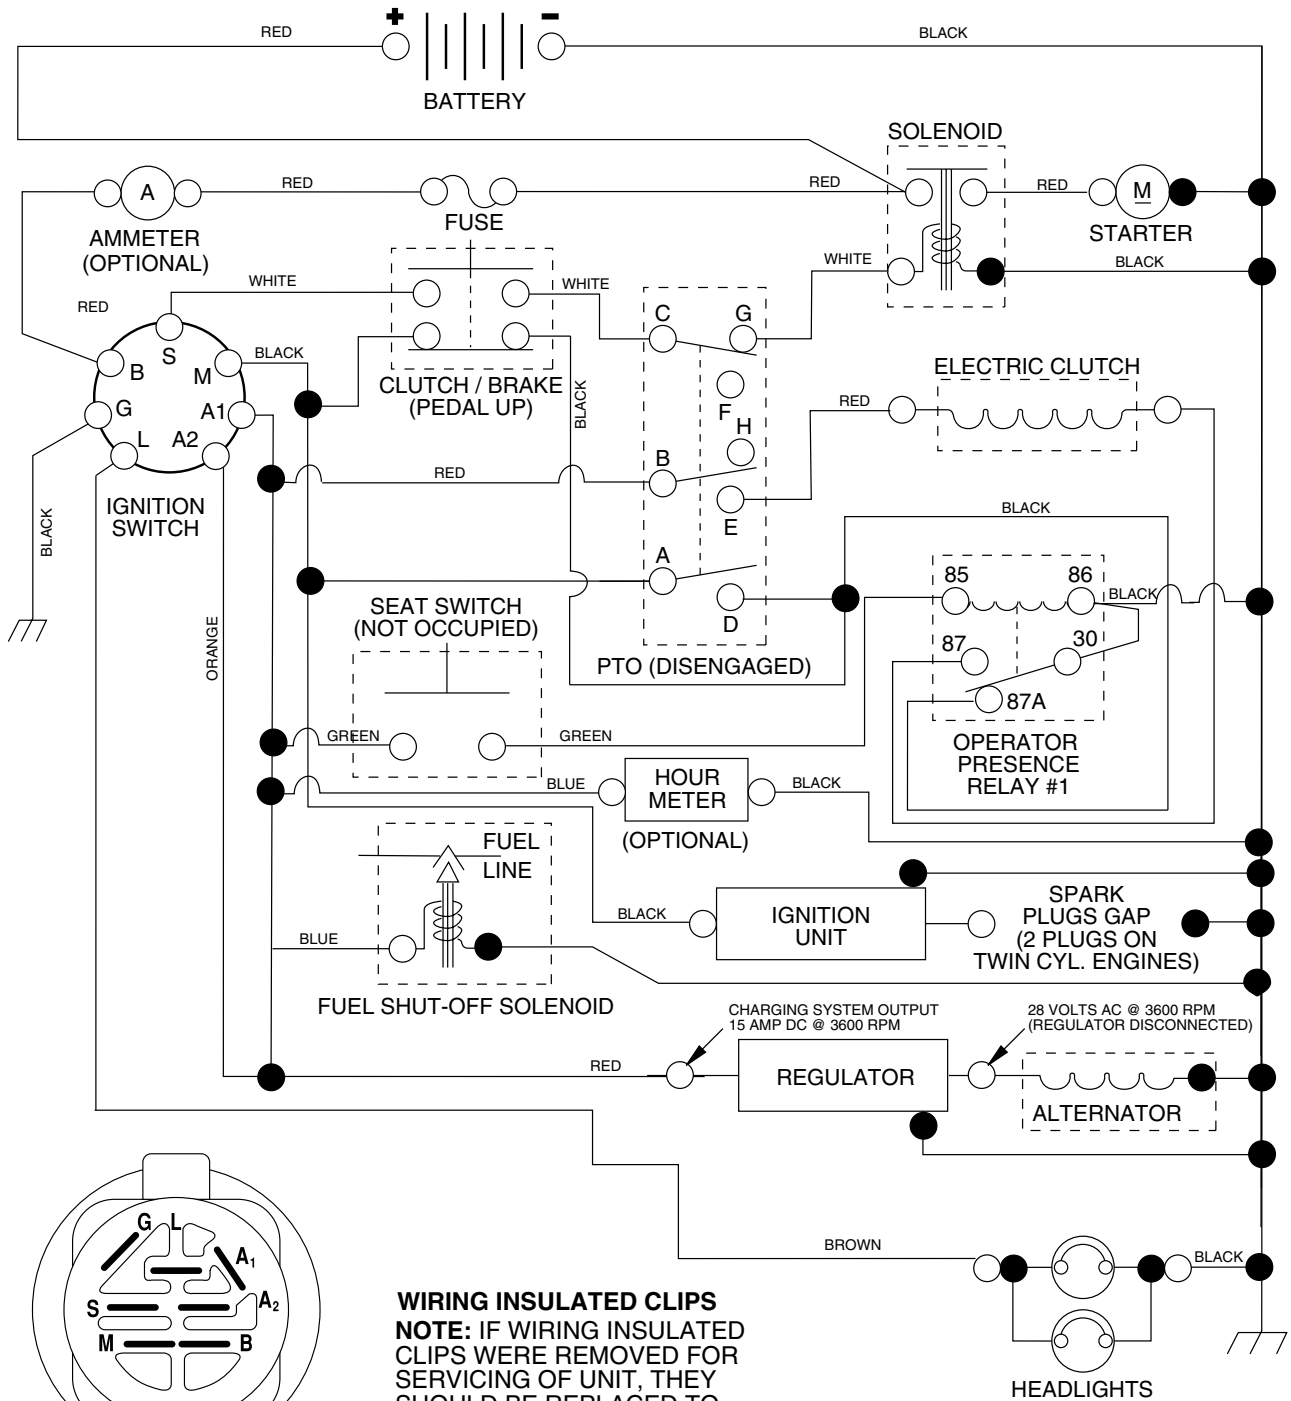 + −
RED
BLACK
BATTERY
SOLENOID
A
RED
RED
RED
M
FUSE
STARTER
AMMETER
(OPTIONAL)
WHITE
BLACK
WHITE
WHITE
RED
S
B
M
BLACK
G
A1
L
A2
C
G
CLUTCH / BRAKE
(PEDAL UP)
BLACK
F
H
ELECTRIC CLUTCH
RED
B
RED
E
IGNITION
SWITCH
BLACK
BLACK
A
D
85
86
BLACK
87
30
87A
SEAT SWITCH
(NOT OCCUPIED)
ORANGE
PTO (DISENGAGED)
GREEN
GREEN
OPERATOR
PRESENCE
RELAY #1
BLUE
HOUR
METER
BLACK
(OPTIONAL)
FUEL
LINE
BLACK
IGNITION
UNIT
SPARK
PLUGS GAP
(2 PLUGS ON
TWIN CYL. ENGINES)
BLUE
FUEL SHUT-OFF SOLENOID
CHARGING SYSTEM OUTPUT
15 AMP DC @ 3600 RPM
28 VOLTS AC @ 3600 RPM
(REGULATOR DISCONNECTED)
RED
REGULATOR
ALTERNATOR
G L
A1
S
A2
M
B
BROWN
BLACK
HEADLIGHTS
WIRING INSULATED CLIPS
NOTE: IF WIRING INSULATED
CLIPS WERE REMOVED FOR
SERVICING OF UNIT, THEY
SHOULD BE REPLACED TO